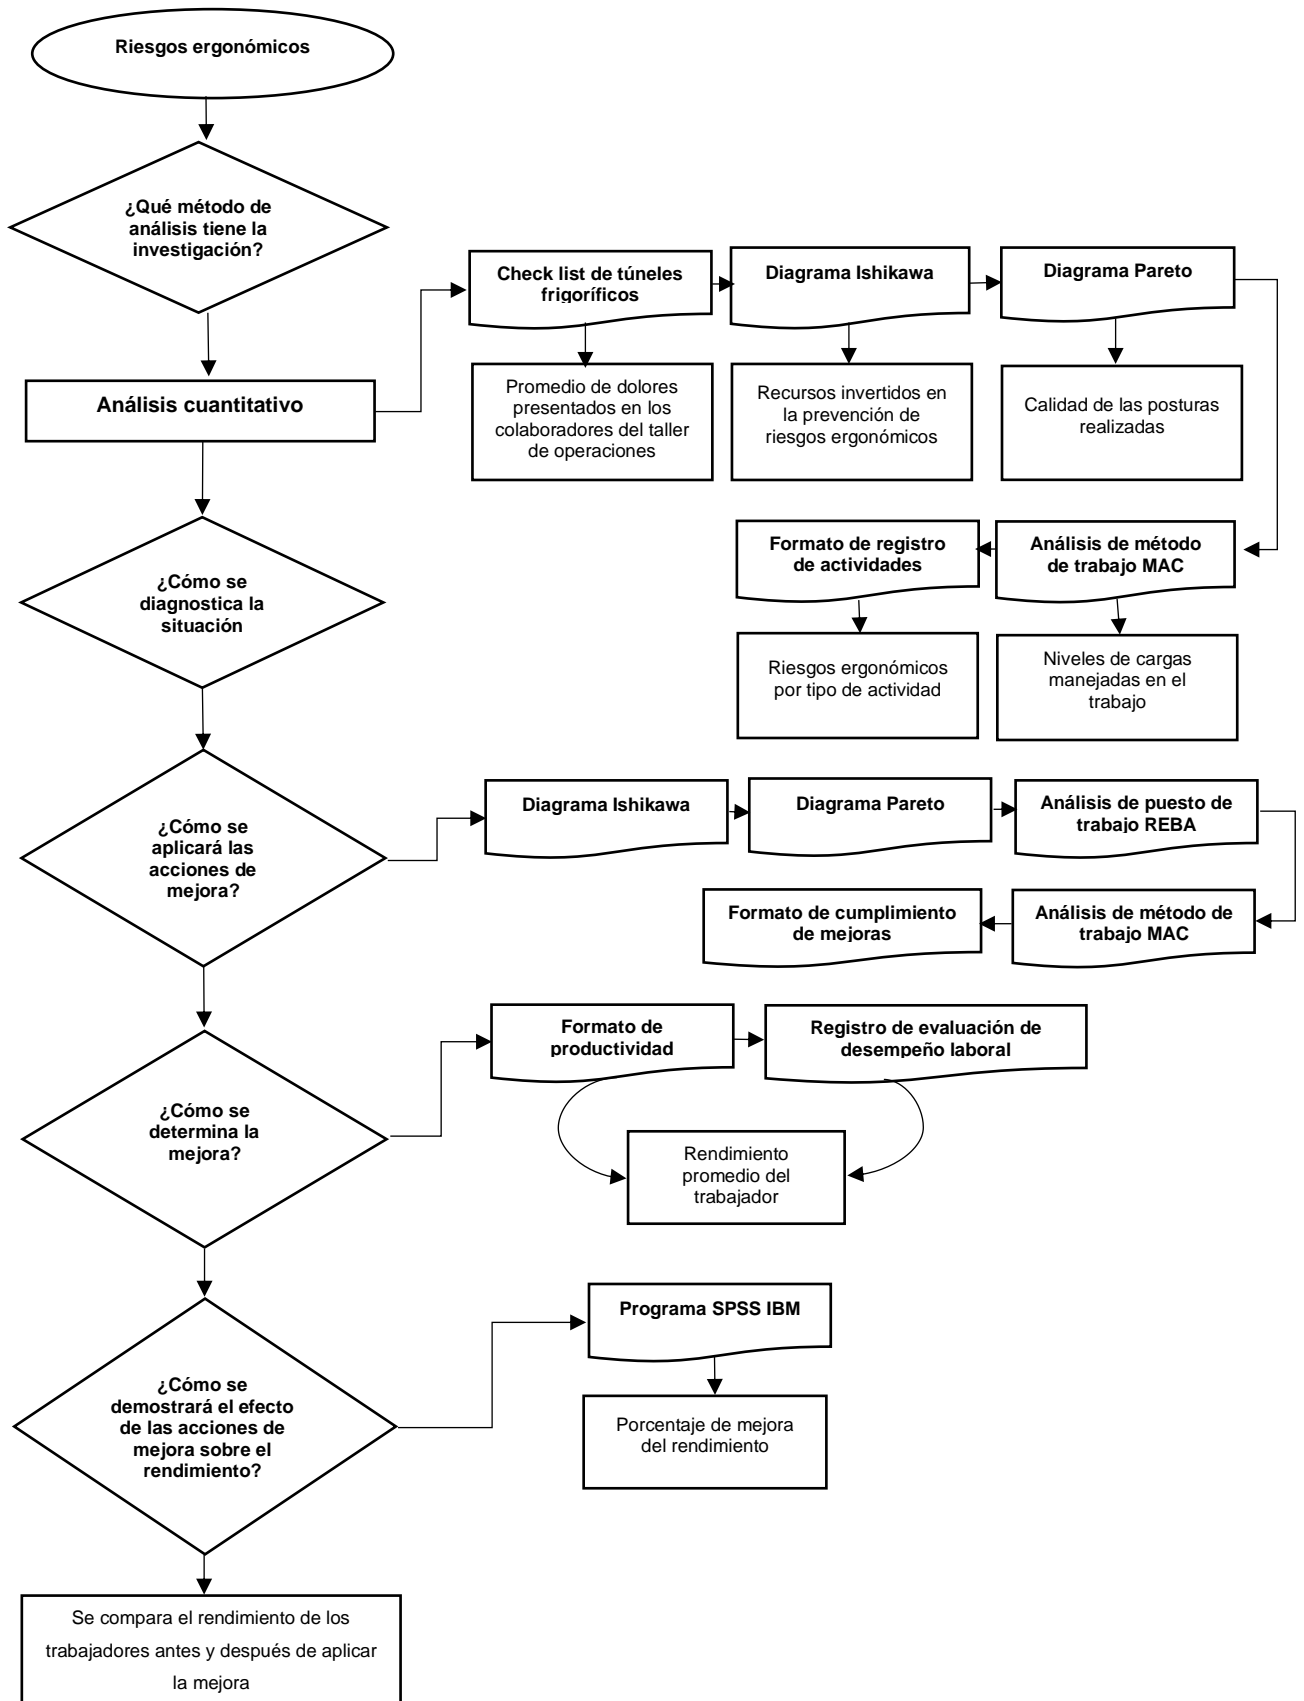 Riesgos ergonómicos
¿Qué método de
análisis tiene la
investigación?
Check list de túneles
frigoríficos
Diagrama Ishikawa
Diagrama Pareto
Análisis cuantitativo
Promedio de dolores
presentados en los
colaboradores del taller
de operaciones
Recursos invertidos en
la prevención de
riesgos ergonómicos
Calidad de las posturas
realizadas
Formato de registro
de actividades
Análisis de método
de trabajo MAC
¿Cómo se
diagnostica la
situación
Riesgos ergonómicos
por tipo de actividad
Niveles de cargas
manejadas en el
trabajo
¿Cómo se
aplicará las
acciones de
mejora?
Diagrama Ishikawa
Diagrama Pareto
Análisis de puesto de
trabajo REBA
Formato de cumplimiento
de mejoras
Análisis de método de
trabajo MAC
Formato de
productividad
Registro de evaluación de
desempeño laboral
¿Cómo se
determina la
mejora?
Rendimiento
promedio del
trabajador
Programa SPSS IBM
¿Cómo se
demostrará el efecto
de las acciones de
mejora sobre el
rendimiento?
Porcentaje de mejora
del rendimiento
Se compara el rendimiento de los
trabajadores antes y después de aplicar
la mejora